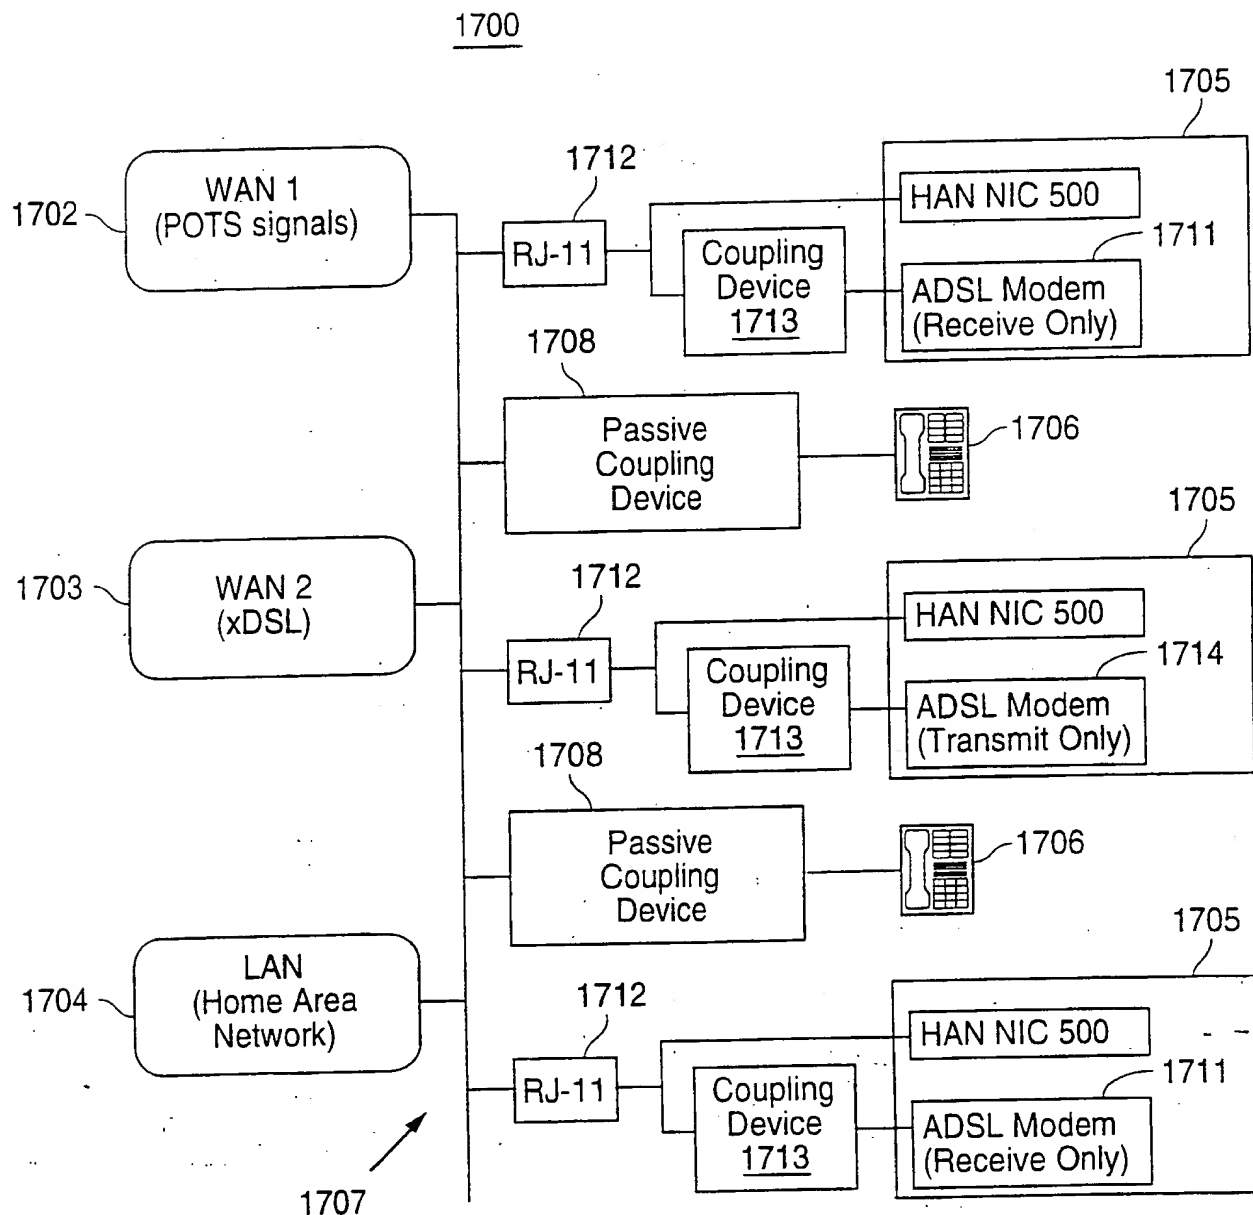 1700
1705
1712
WAN 1
(POTS signals)
1702
RJ-11
HAN NIC 500
Coupling
Device
1713
1711
ADSL Modem
(Receive Only)
1708
Passive
Coupling
Device
1706
1705
WAN 2
(xDSL)
1703
1712
RJ-11
HAN NIC 500
Coupling
Device
1713
1714
ADSL Modem
(Transmit Only)
1708
Passive
Coupling
Device
1706
1705
LAN
(Home Area
Network)
1704
1712
RJ-11
HAN NIC 500
Coupling
Device
1713
1711
ADSL Modem
(Receive Only)
1707